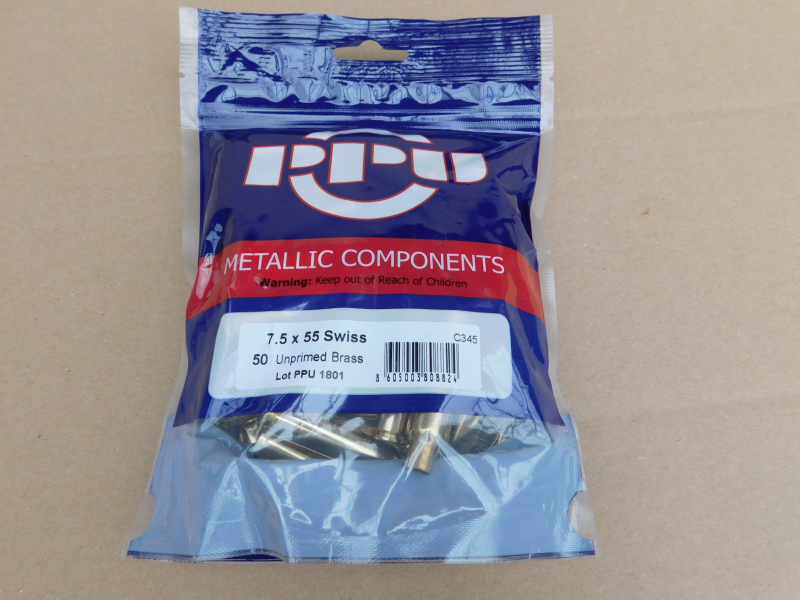 PPU
METALLIC COMPONENTS
Warning: Keep out of Reach of Children
7.5 x 55 Swiss
C345
50 Unprimed Brass
Lot PPU 1801
8 605003 808824